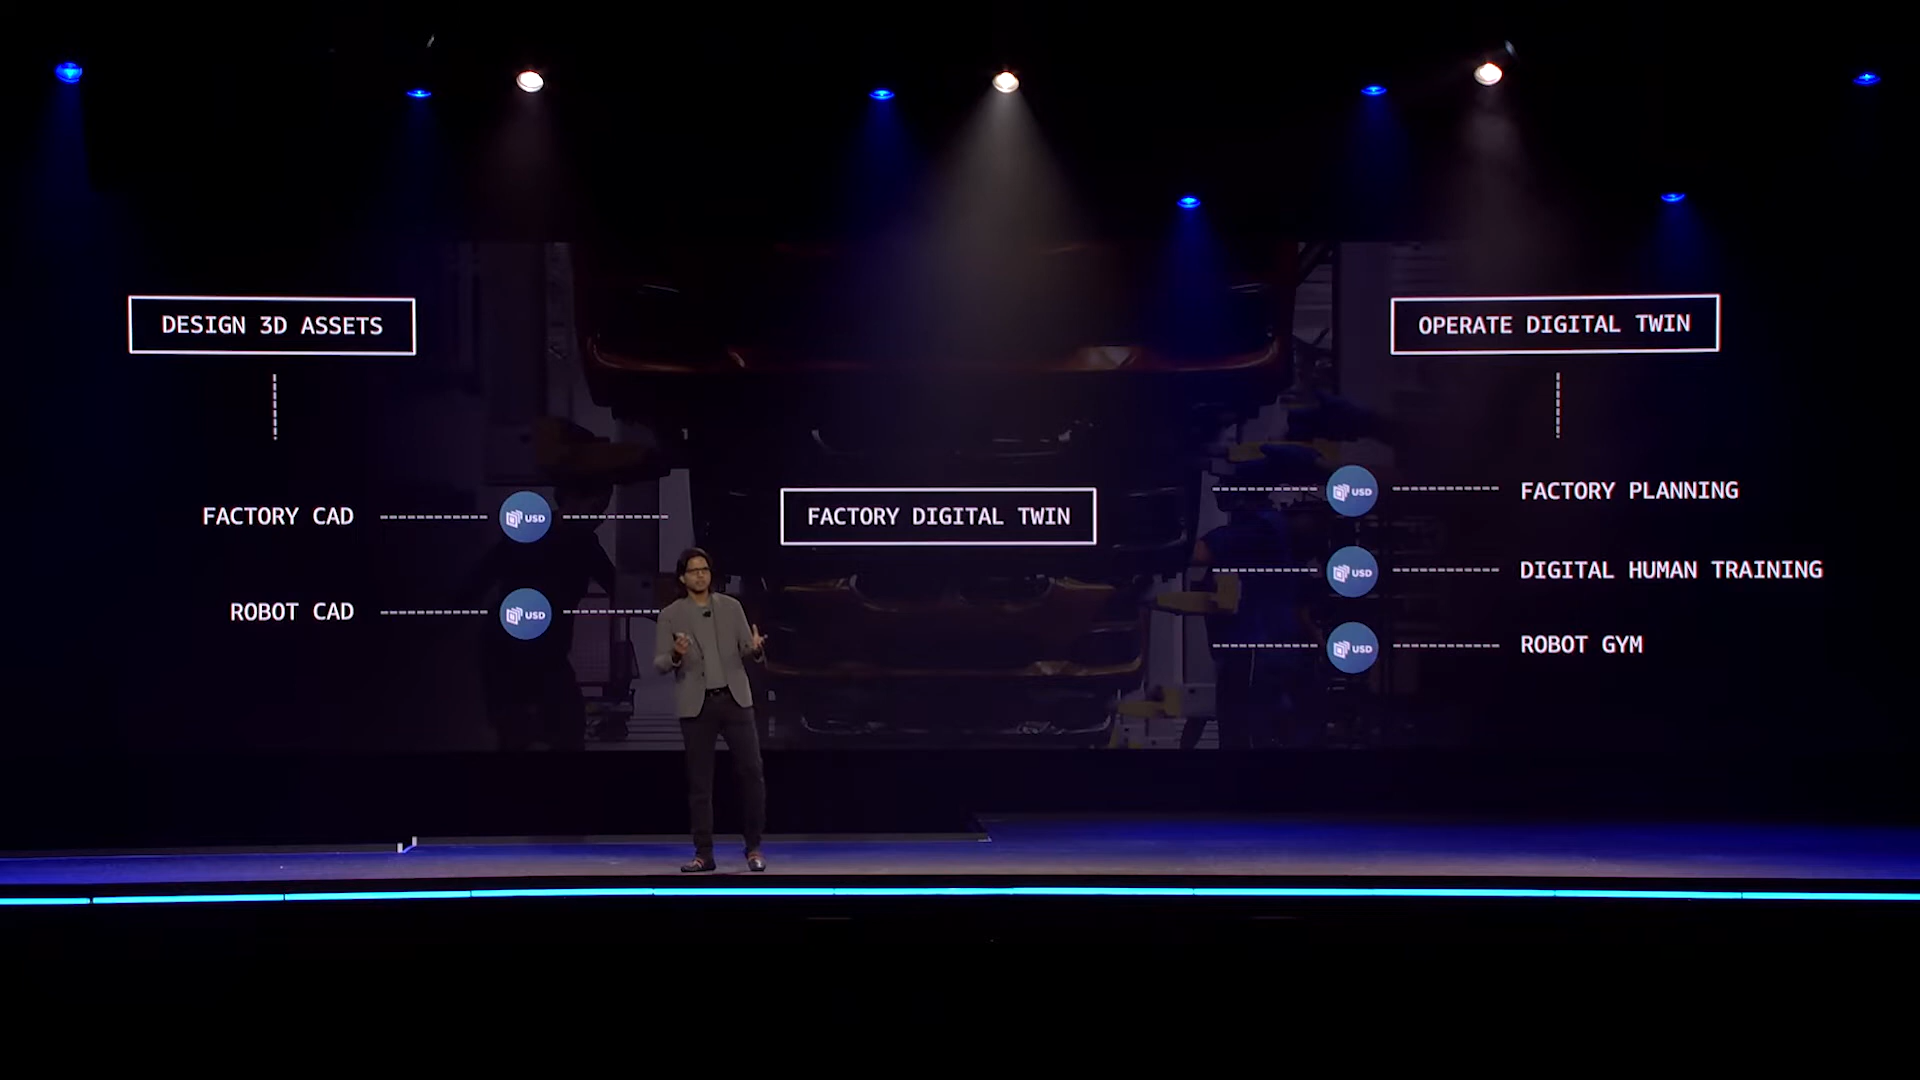 DESIGN 3D ASSETS
OPERATE DIGITAL TWIN
FACTORY CAD
USD
ROBOT CAD
USD
FACTORY DIGITAL TWIN
USD
FACTORY PLANNING
USD
DIGITAL HUMAN TRAINING
USD
ROBOT GYM